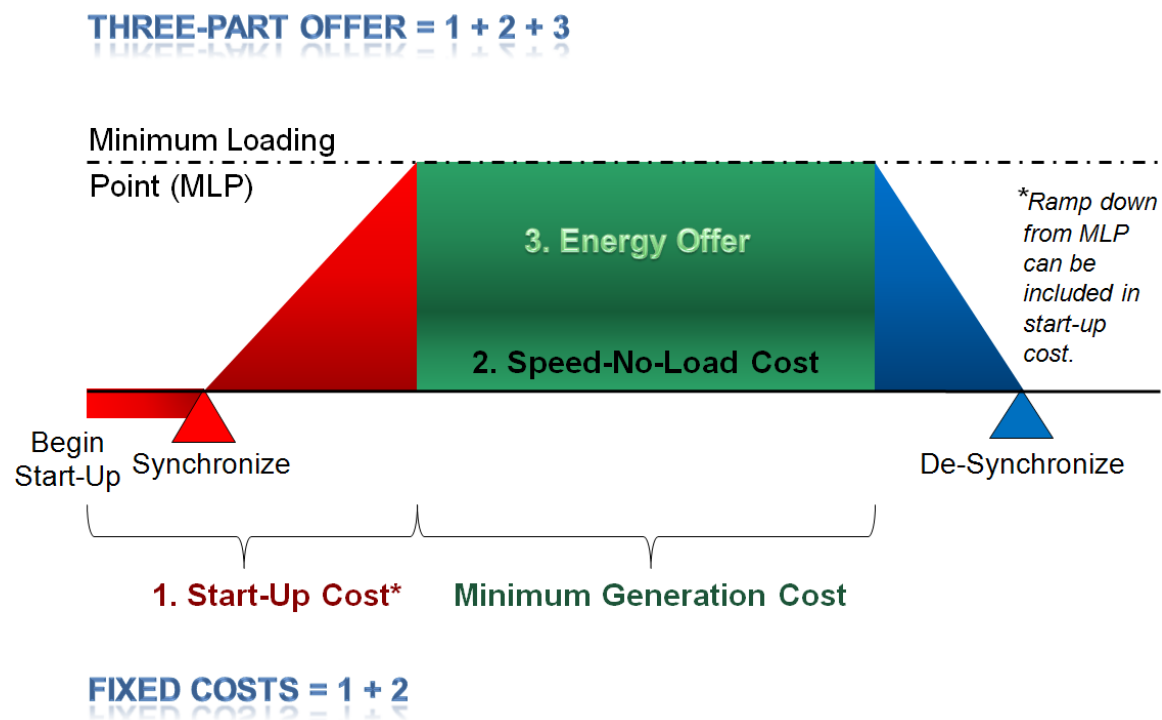 THREE-PART OFFER = 1 + 2 + 3
Minimum Loading
Point (MLP)
*Ramp down
from MLP
can be
included in
start-up
cost.
3. Energy Offer
2. Speed-No-Load Cost
Begin
Start-Up
Synchronize
De-Synchronize
1. Start-Up Cost*
Minimum Generation Cost
FIXED COSTS = 1 + 2